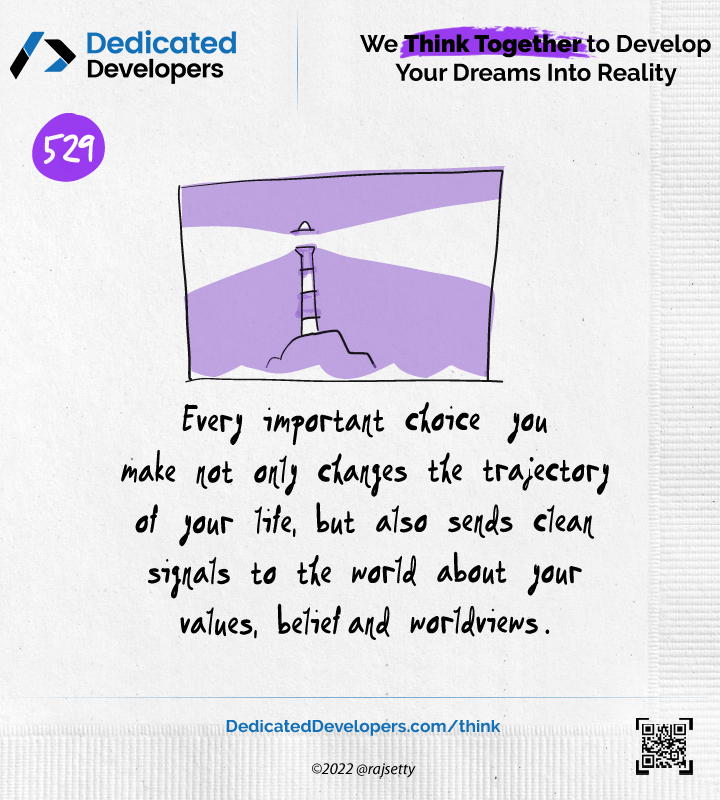 Dedicated
Developers
We Think Together to Develop
Your Dreams Into Reality
529
Every important choice you
make not only changes the trajectory
of your life, but also sends clean
signals to the world about your
values, belief and worldviews.
DedicatedDevelopers.com/think
©2022 @rajsetty